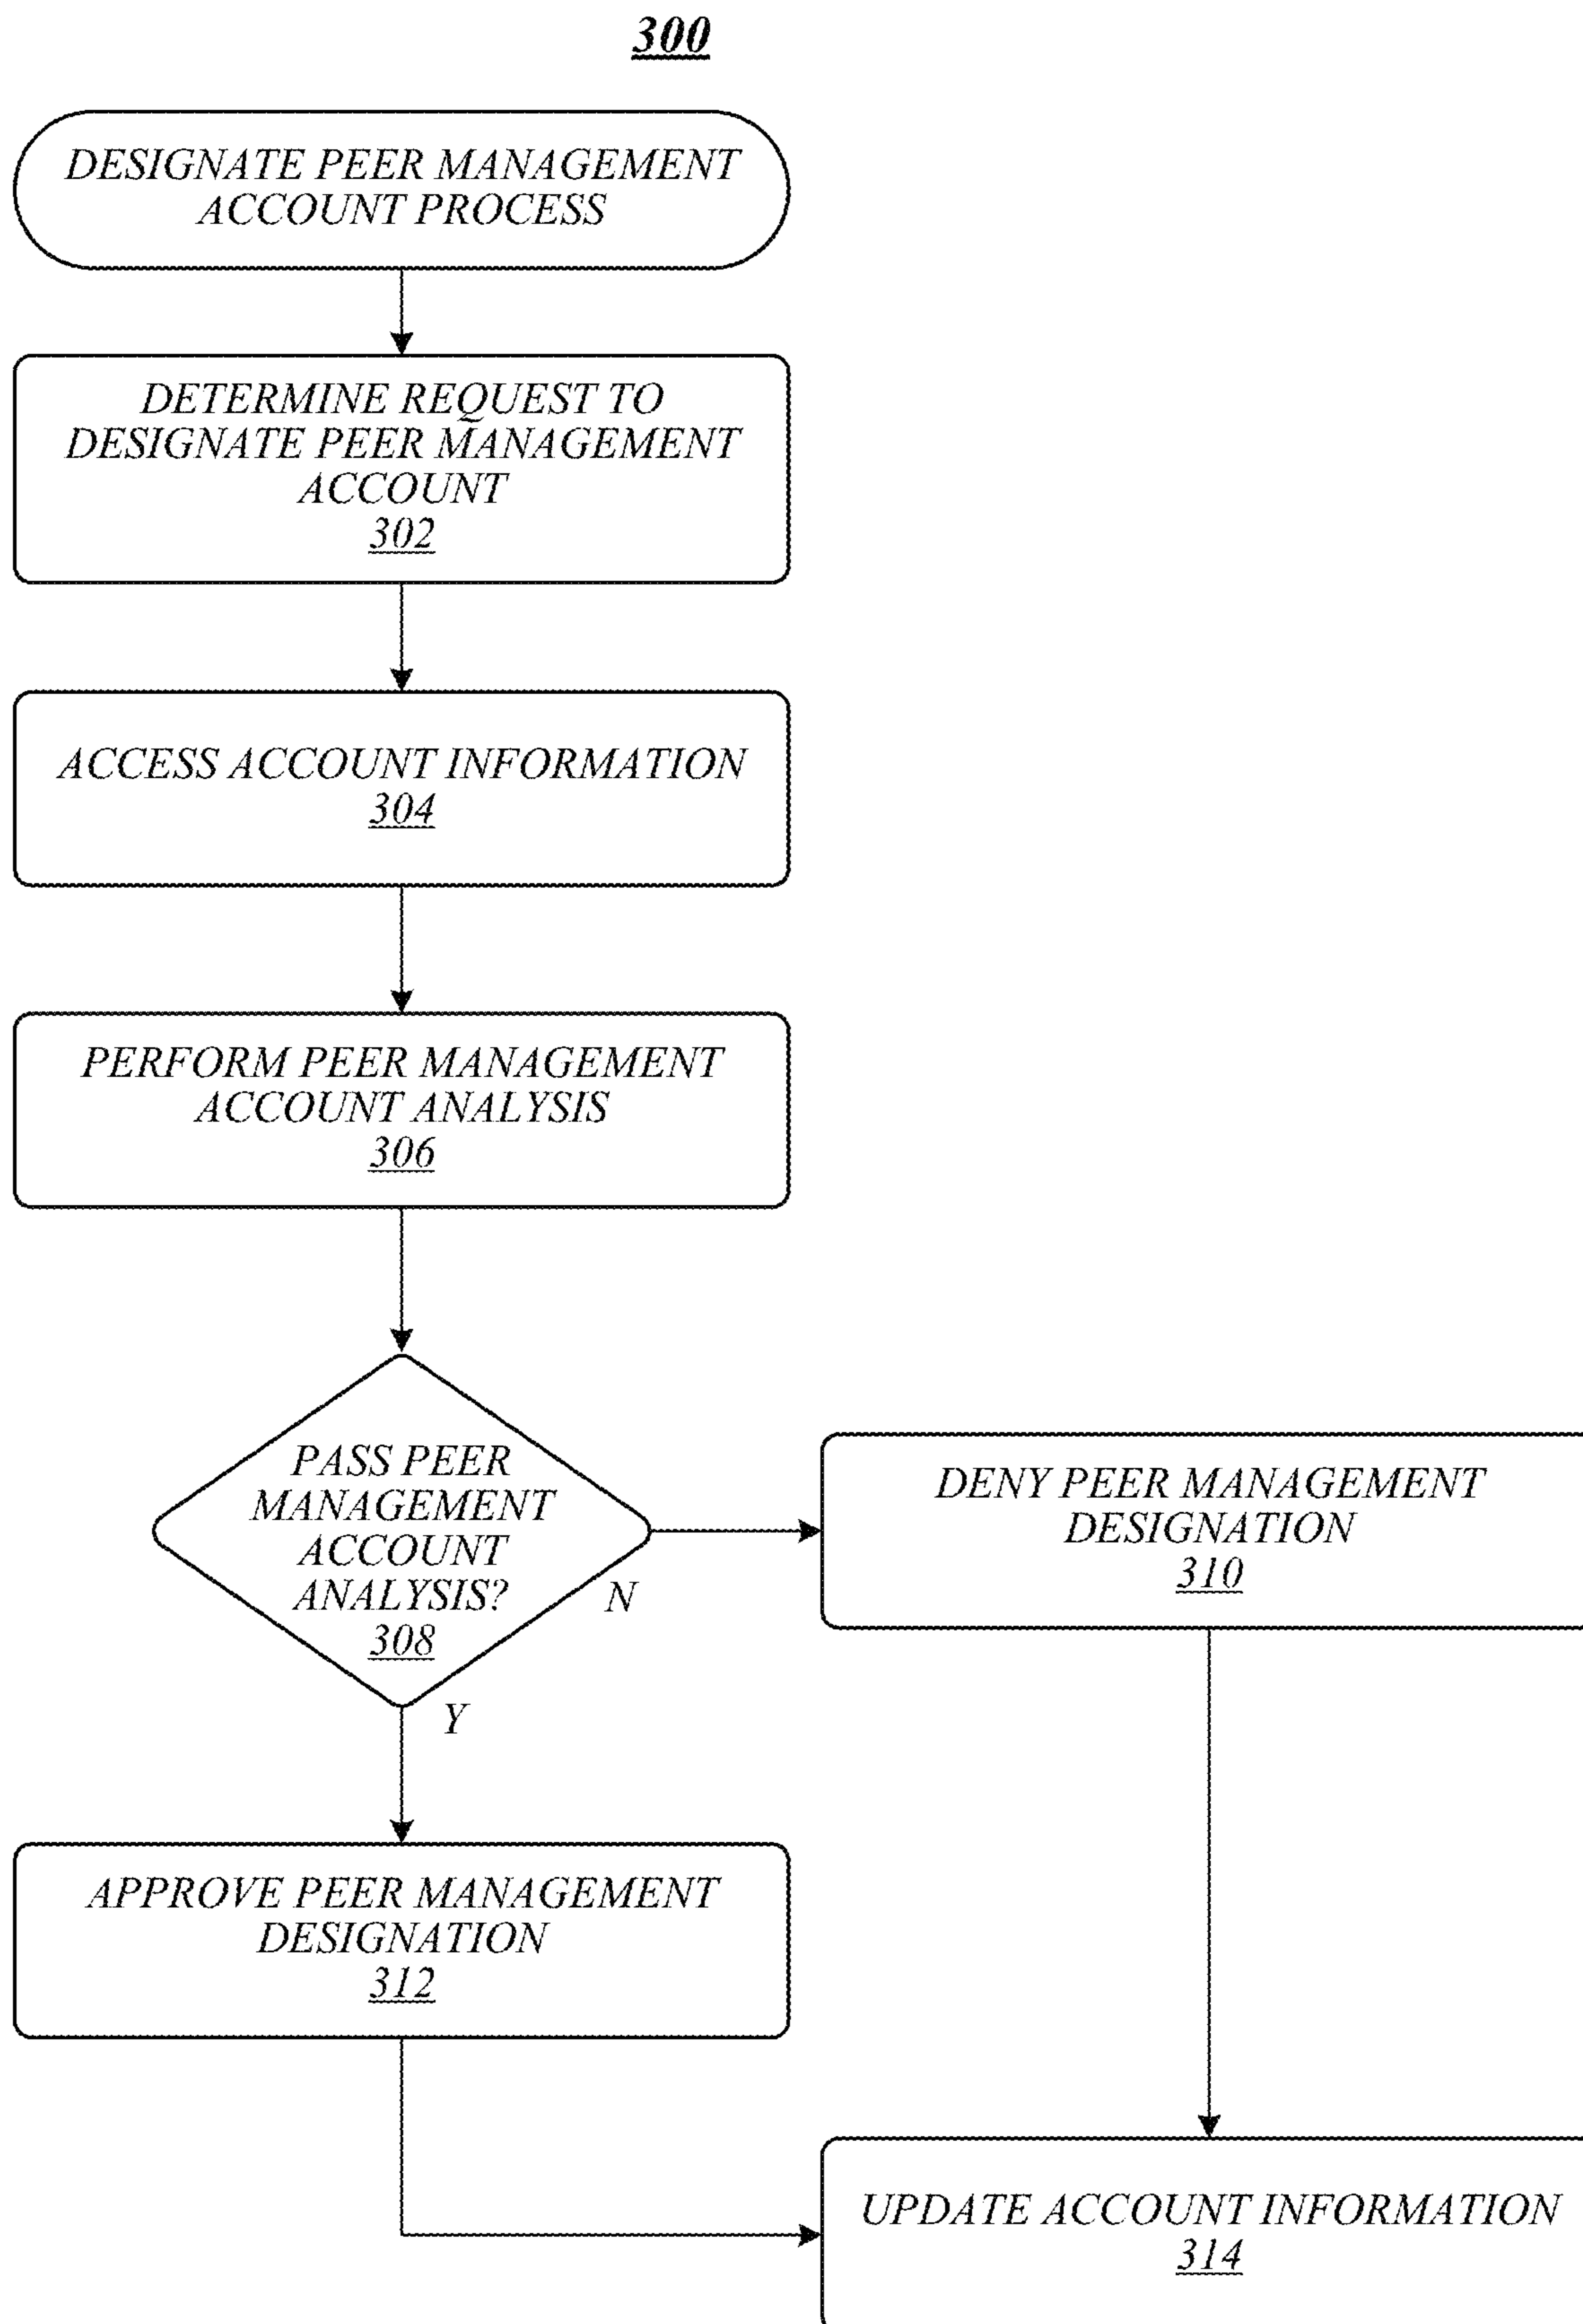 300
DESIGNATE PEER MANAGEMENT
ACCOUNT PROCESS
DETERMINE REQUEST TO
DESIGNATE PEER MANAGEMENT
ACCOUNT
302
ACCESS ACCOUNT INFORMATION
304
PERFORM PEER MANAGEMENT
ACCOUNT ANALYSIS
306
PASS PEER
MANAGEMENT
ACCOUNT
ANALYSIS?
308
N
Y
DENY PEER MANAGEMENT
DESIGNATION
310
APPROVE PEER MANAGEMENT
DESIGNATION
312
UPDATE ACCOUNT INFORMATION
314